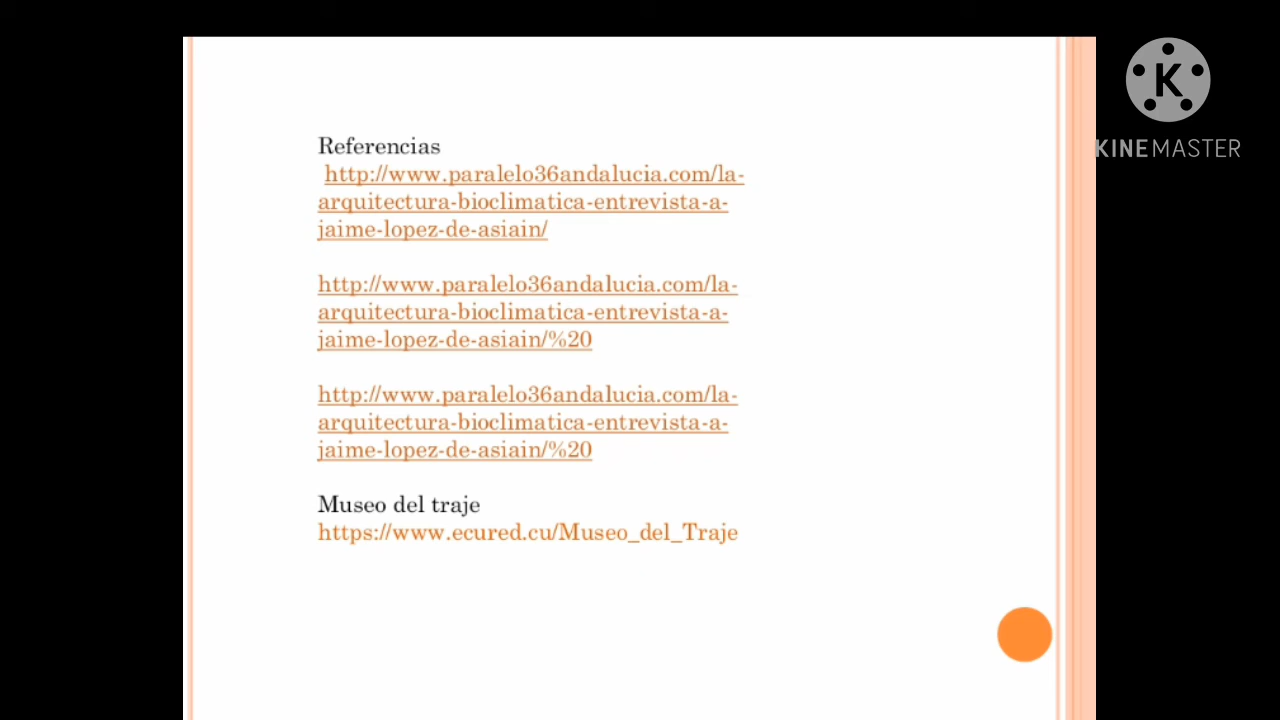 Referencias
http://www.paralelo36andalucia.com/la-
arquitectura-bioclimatica-entrevista-a-
jaime-lopez-de-asiain/
http://www.paralelo36andalucia.com/la-
arquitectura-bioclimatica-entrevista-a-
jaime-lopez-de-asiain/%20
http://www.paralelo36andalucia.com/la-
arquitectura-bioclimatica-entrevista-a-
jaime-lopez-de-asiain/%20
Museo del traje
https://www.ecured.cu/Museo_del_Traje
K
KINEMASTER